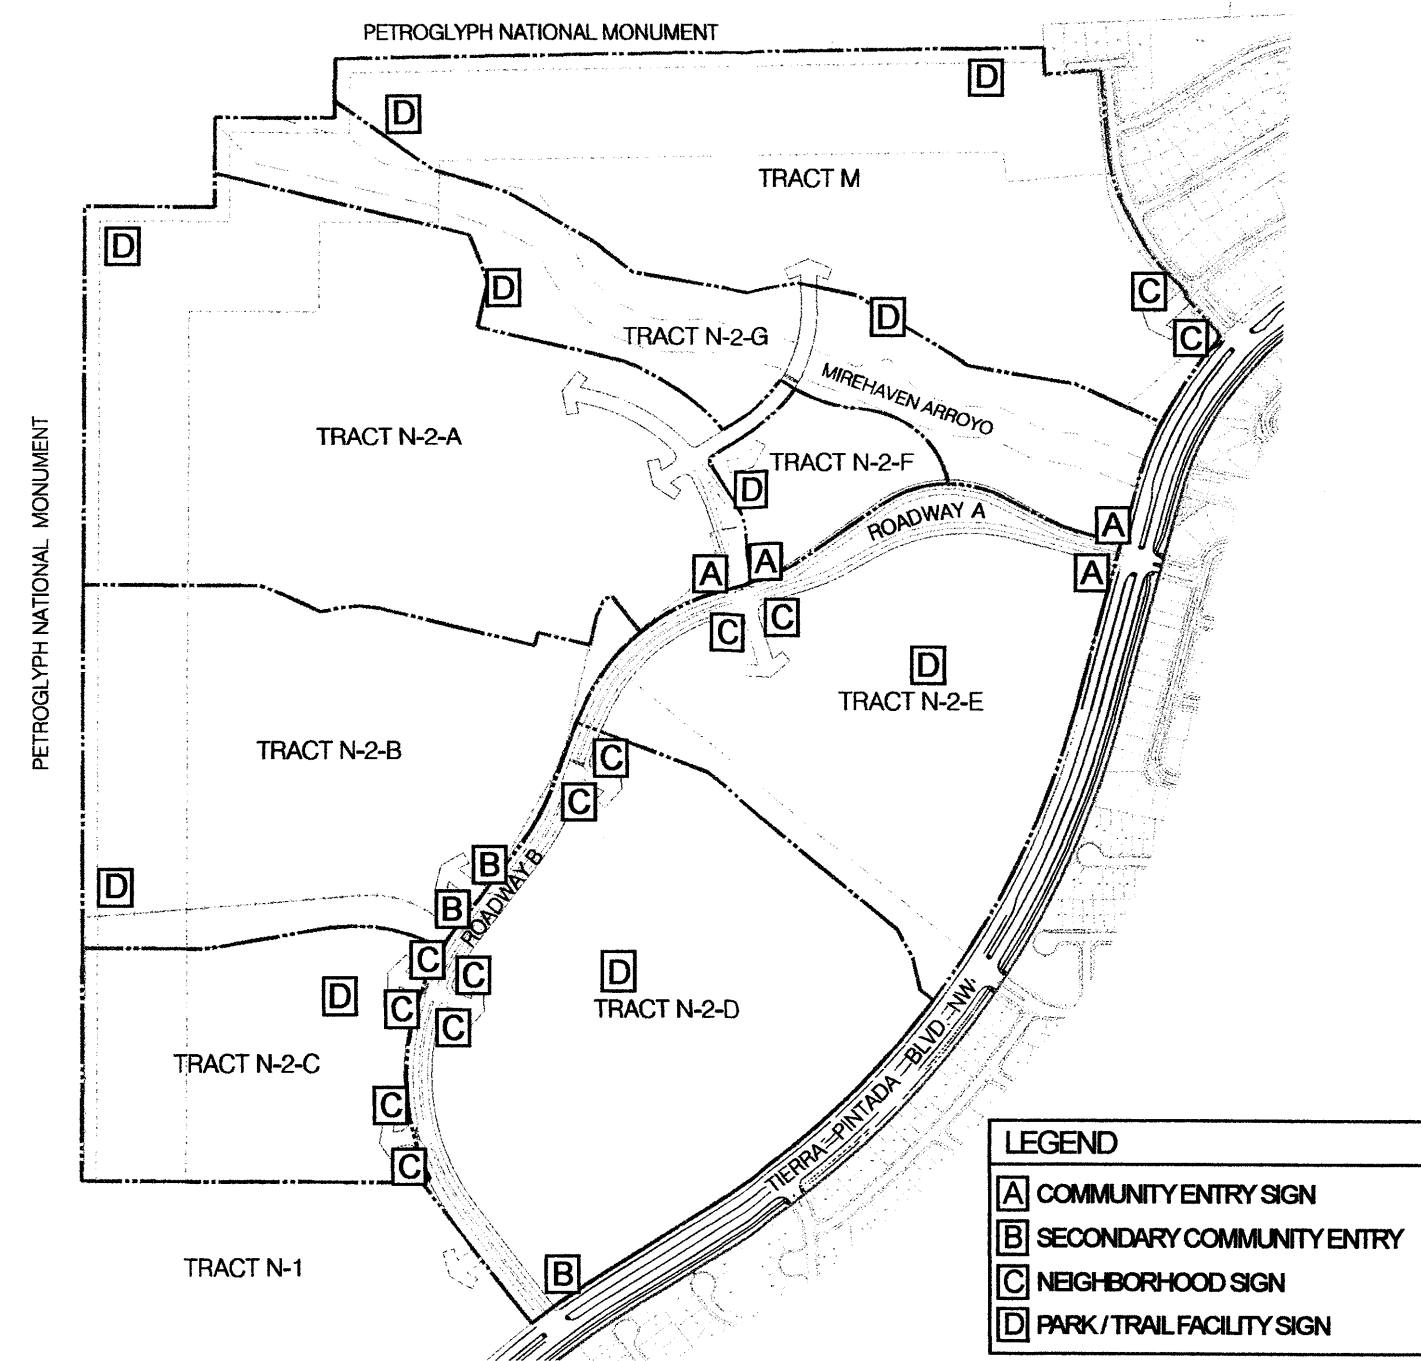 PETROGLYPH NATIONAL MONUMENT
D
D
TRACT M
D
D
C
D
TRACT N-2-G
C
MIREHAVEN ARROYO
PETROGLYPH NATIONAL MONUMENT
TRACT N-2-A
TRACT N-2-F
D
ROADWAY A
A
A
A
A
C
C
D
TRACT N-2-E
TRACT N-2-B
C
C
B
ROADWAY B
D
B
C
C
D
D
C
C
TRACT N-2-D
TRACT N-2-C
C
TIERRA PINTADA BLVD. NW
C
TRACT N-1
B
LEGEND
A COMMUNITY ENTRY SIGN
B SECONDARY COMMUNITY ENTRY
C NEIGHBORHOOD SIGN
D PARK / TRAIL FACILITY SIGN